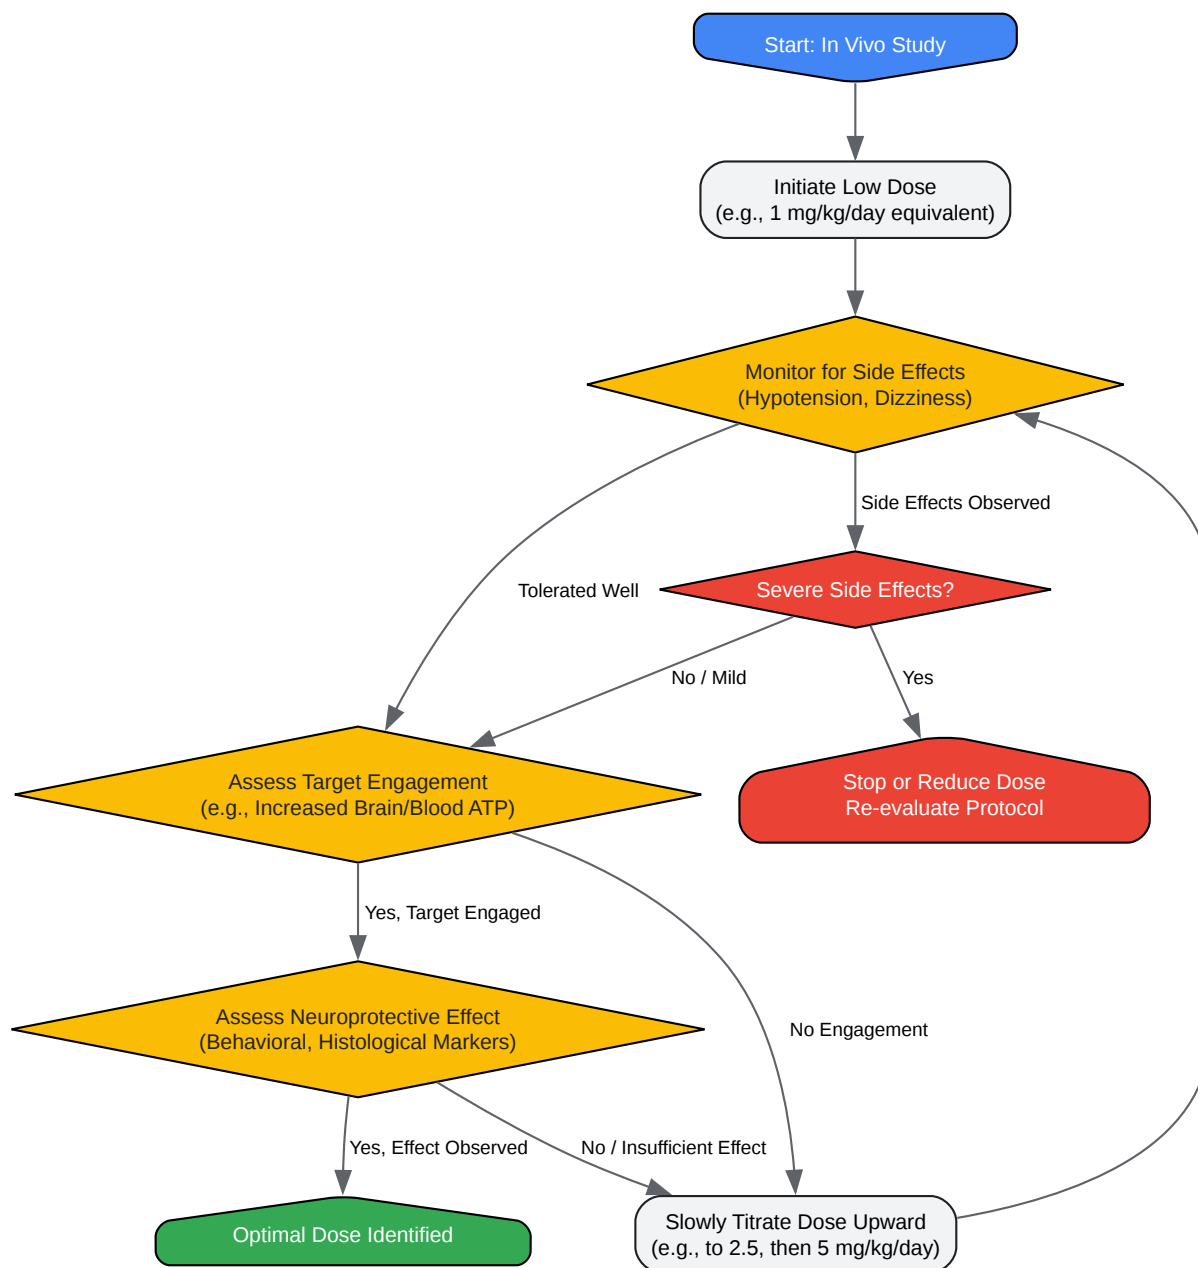 Start: In Vivo Study
Initiate Low Dose
(e.g., 1 mg/kg/day equivalent)
Monitor for Side Effects
(Hypotension, Dizziness)
Side Effects Observed
Tolerated Well
Severe Side Effects?
No / Mild
Yes
Assess Target Engagement
(e.g., Increased Brain/Blood ATP)
Stop or Reduce Dose
Re-evaluate Protocol
Yes, Target Engaged
Assess Neuroprotective Effect
(Behavioral, Histological Markers)
No Engagement
Yes, Effect Observed
No / Insufficient Effect
Optimal Dose Identified
Slowly Titrate Dose Upward
(e.g., to 2.5, then 5 mg/kg/day)